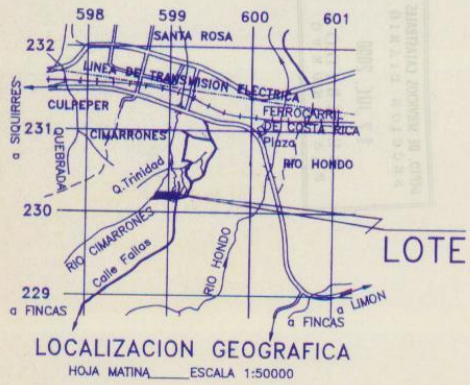 598 599 600 601
232
SANTA ROSA
LINEA DE TRANSMISION ELECTRICA
a SIQUIRRES
CULPEPER
FERROCARRIL
DE COSTA RICA
231
CIMARRONES
Plaza
QUEBRADA
RIO HONDO
Q. Trinidad
230
RIO CIMARRONES
Calle Fallas
RIO HONDO
LOTE
229
a FINCAS
a FINCAS
a LIMON
LOCALIZACION GEOGRAFICA
HOJA MATINA ESCALA 1:50000